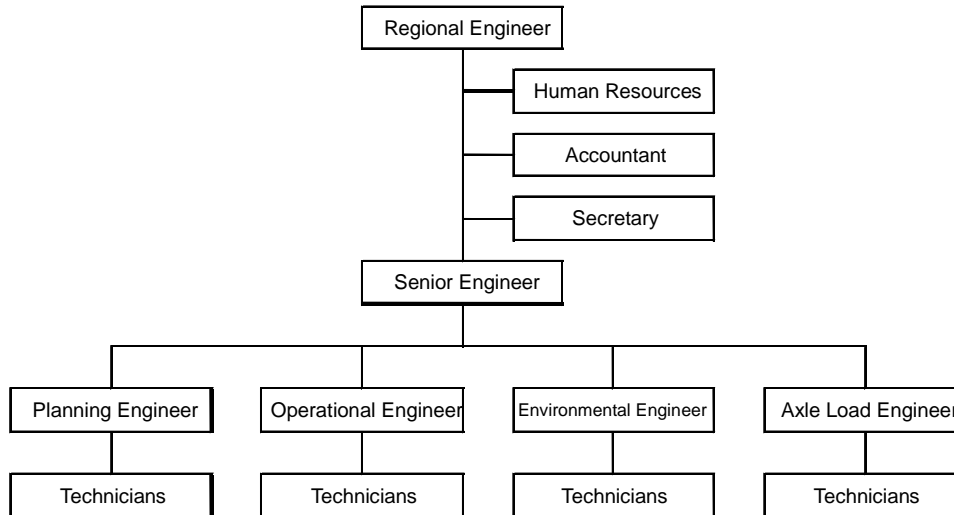 Regional Engineer
Human Resources
Accountant
Secretary
Senior Engineer
Planning Engineer
Operational Engineer
Environmental Engineer
Axle Load Engineer
Technicians
Technicians
Technicians
Technicians